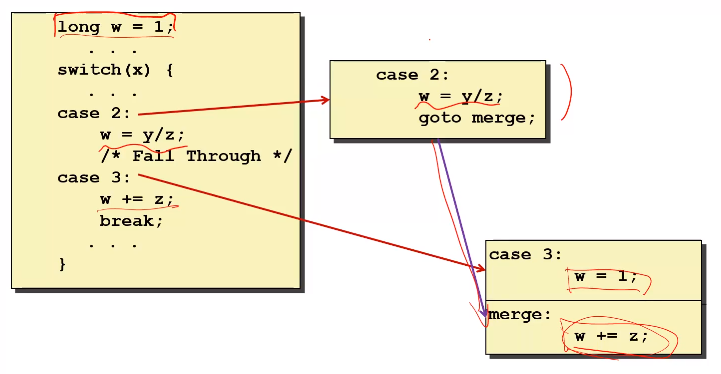 long w = 1;
. . .
switch(x) {
. . .
case 2:
w = y/z;
/* Fall Through */
case 3:
w += z;
break;
. . .
}
case 2:
w = y/z;
goto merge;
case 3:
w = 1;
merge:
w += z;